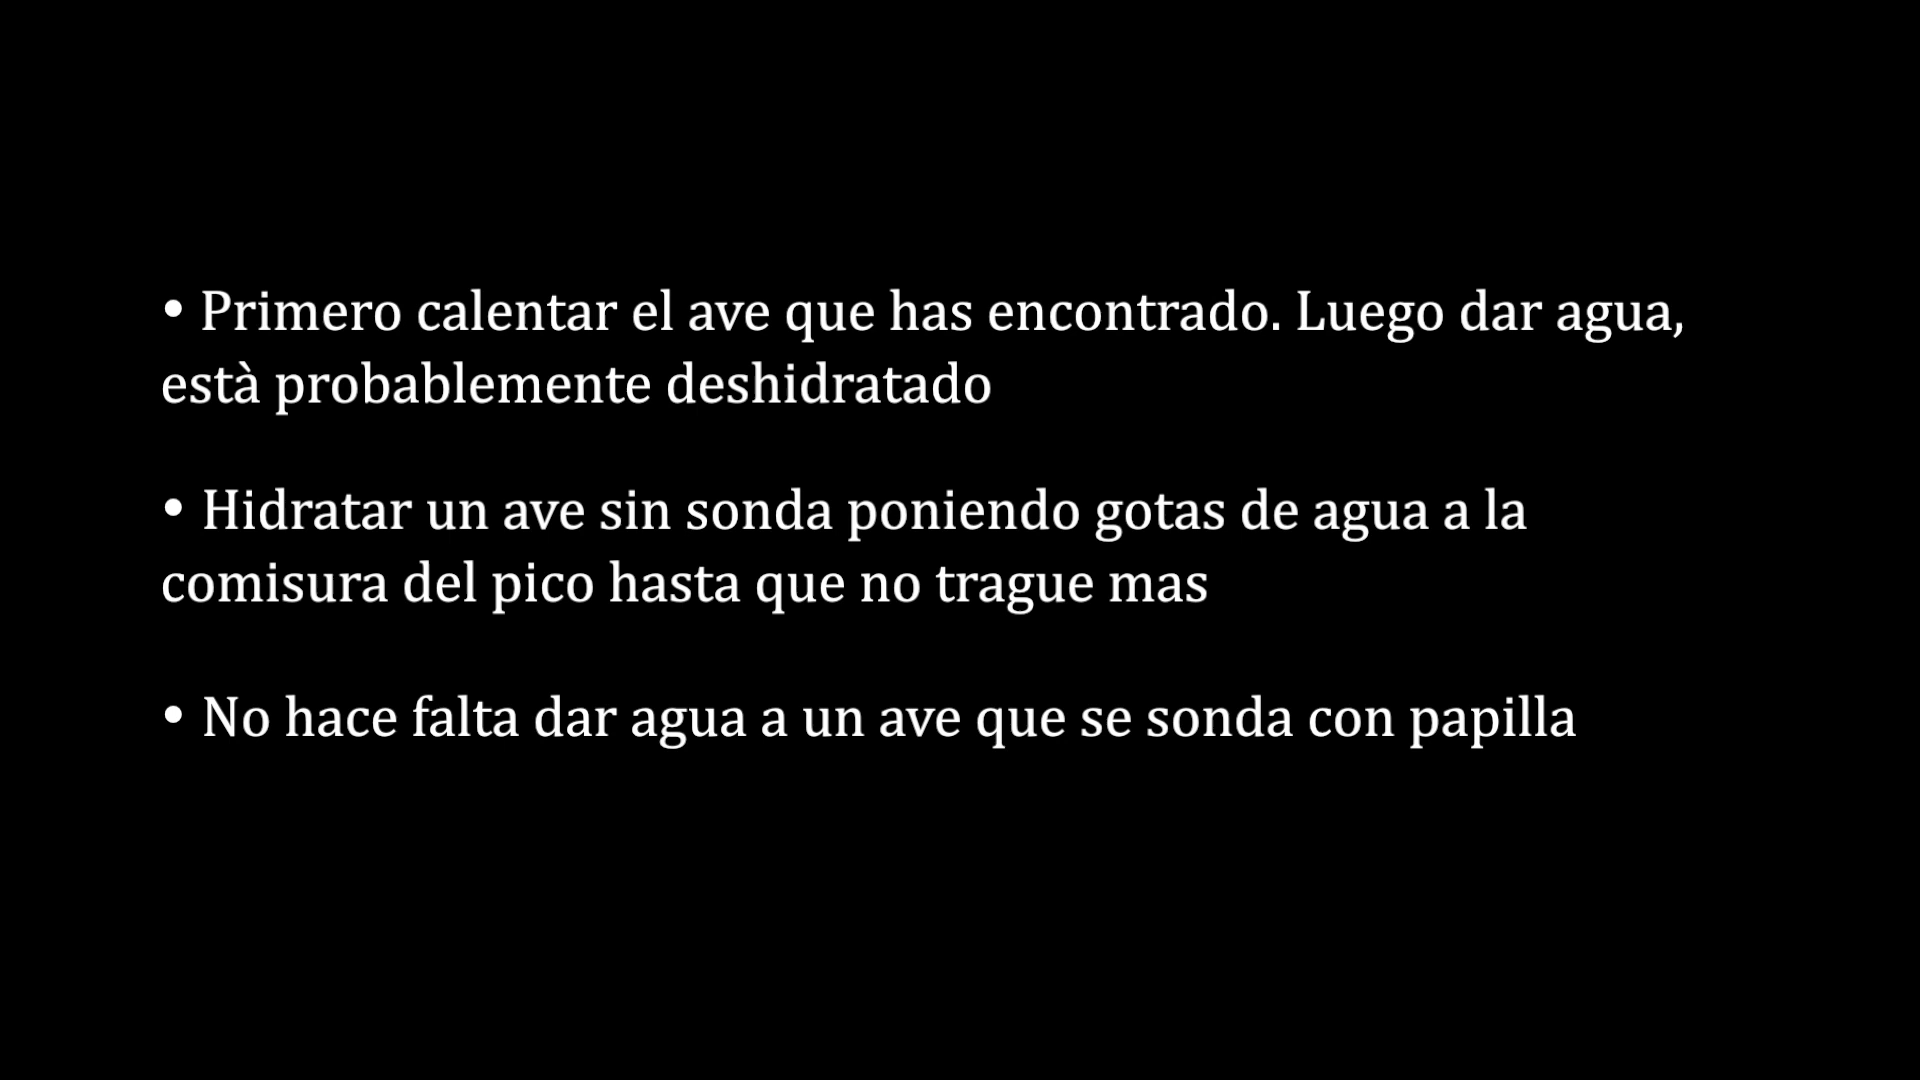 • Primero calentar el ave que has encontrado. Luego dar agua,
està probablemente deshidratado
• Hidratar un ave sin sonda poniendo gotas de agua a la
comisura del pico hasta que no trague mas
• No hace falta dar agua a un ave que se sonda con papilla